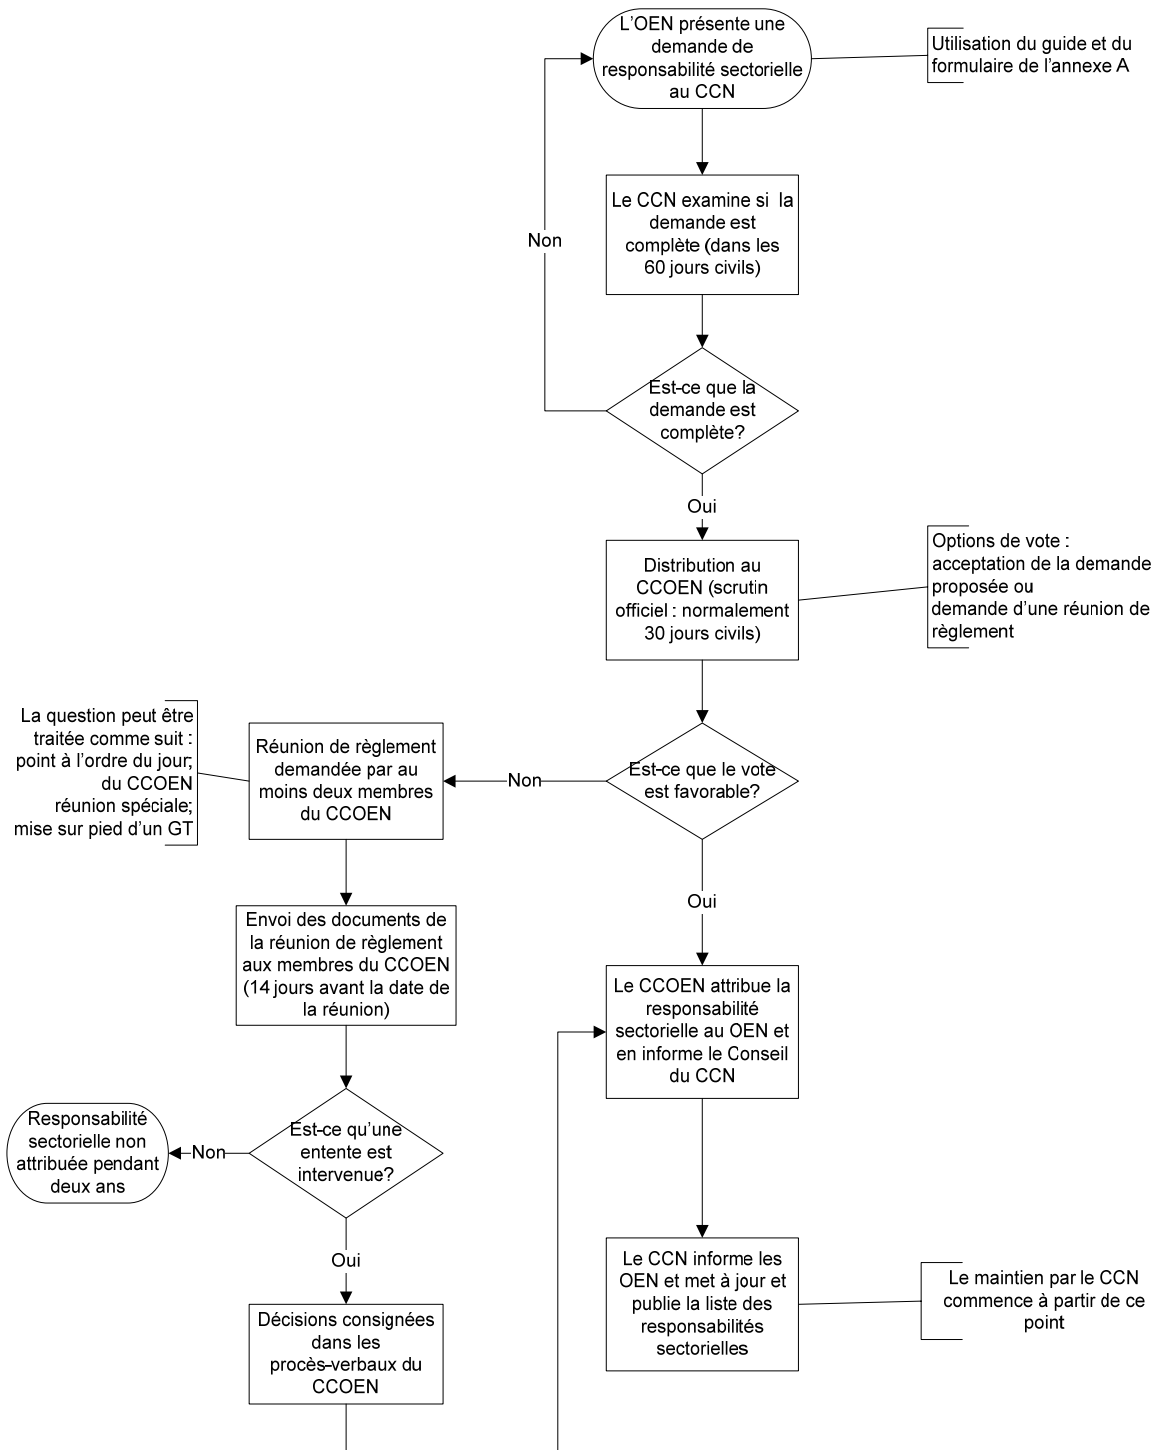 L'OEN présente une
demande de
responsabilité sectorielle
au CCN
Utilisation du guide et du
formulaire de l'annexe A
Le CCN examine si la
demande est
complète (dans les
60 jours civils)
Non
Est-ce que la
demande est
complète?
Oui
Distribution au
CCOEN (scrutin
officiel : normalement
30 jours civils)
Options de vote :
acceptation de la demande
proposée ou
demande d'une réunion de
règlement
Est-ce que le vote
est favorable?
Non
Réunion de règlement
demandée par au
moins deux membres
du CCOEN
La question peut être
traitée comme suit :
point à l'ordre du jour;
du CCOEN
réunion spéciale;
mise sur pied d'un GT
Envoi des documents de
la réunion de règlement
aux membres du CCOEN
(14 jours avant la date de
la réunion)
Est-ce qu'une
entente est
intervenue?
Non
Responsabilité
sectorielle non
attribuée pendant
deux ans
Oui
Décisions consignées
dans les
procès-verbaux du
CCOEN
Oui
Le CCOEN attribue la
responsabilité
sectorielle au OEN et
en informe le Conseil
du CCN
Le CCN informe les
OEN et met à jour et
publie la liste des
responsabilités
sectorielles
Le maintien par le CCN
commence à partir de ce
point